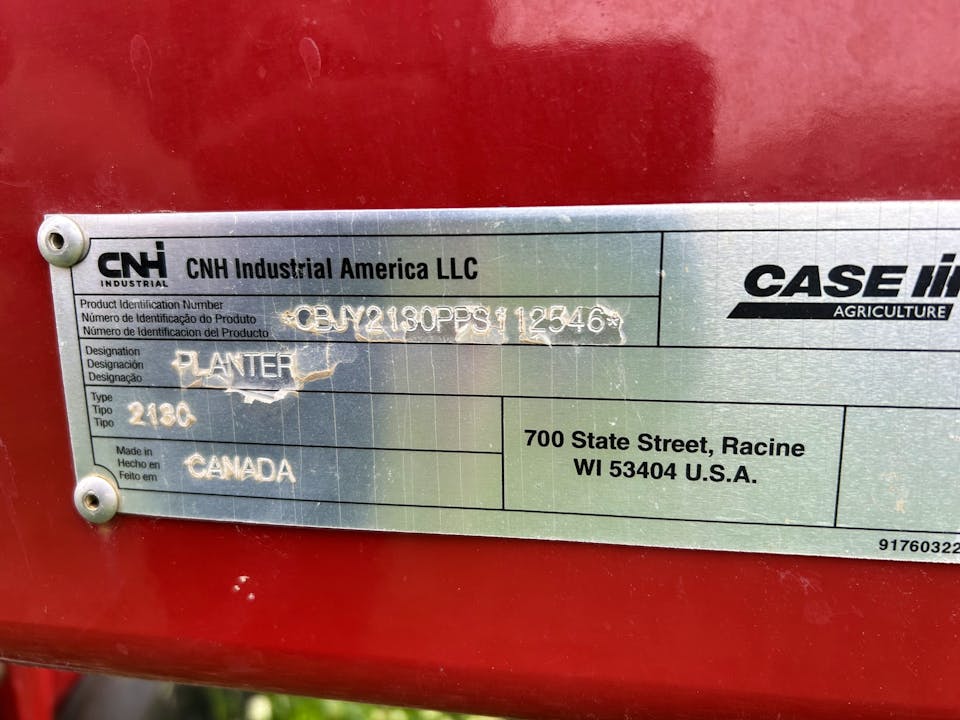 CNH
INDUSTRIAL
CNH Industrial America LLC
CASE IH
AGRICULTURE
Product Identification Number
Número de Identificação do Produto
Número de Identificacion del Producto
*CBJY2130PPS112546*
Designation
Designación
Designação
PLANTER
Type
Tipo
Tipo
2130
Made in
Hecho en
Feito em
CANADA
700 State Street, Racine
WI 53404 U.S.A.
91760322